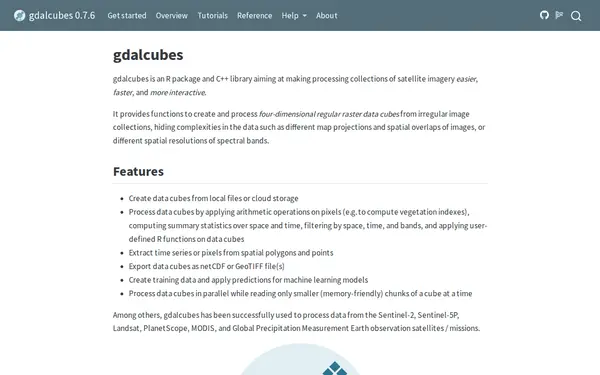 gdalcubes 0.7.6 Get started Overview Tutorials Reference Help About
gdalcubes
gdalcubes is an R package and C++ library aiming at making processing collections of satellite imagery easier,
faster, and more interactive.
It provides functions to create and process four-dimensional regular raster data cubes from irregular image
collections, hiding complexities in the data such as different map projections and spatial overlaps of images, or
different spatial resolutions of spectral bands.
Features
Create data cubes from local files or cloud storage
Process data cubes by applying arithmetic operations on pixels (e.g. to compute vegetation indexes),
computing summary statistics over space and time, filtering by space, time, and bands, and applying user-
defined R functions on data cubes
Extract time series or pixels from spatial polygons and points
Export data cubes as netCDF or GeoTIFF file(s)
Create training data and apply predictions for machine learning models
Process data cubes in parallel while reading only smaller (memory-friendly) chunks of a cube at a time
Among others, gdalcubes has been successfully used to process data from the Sentinel-2, Sentinel-5P,
Landsat, PlanetScope, MODIS, and Global Precipitation Measurement Earth observation satellites / missions.